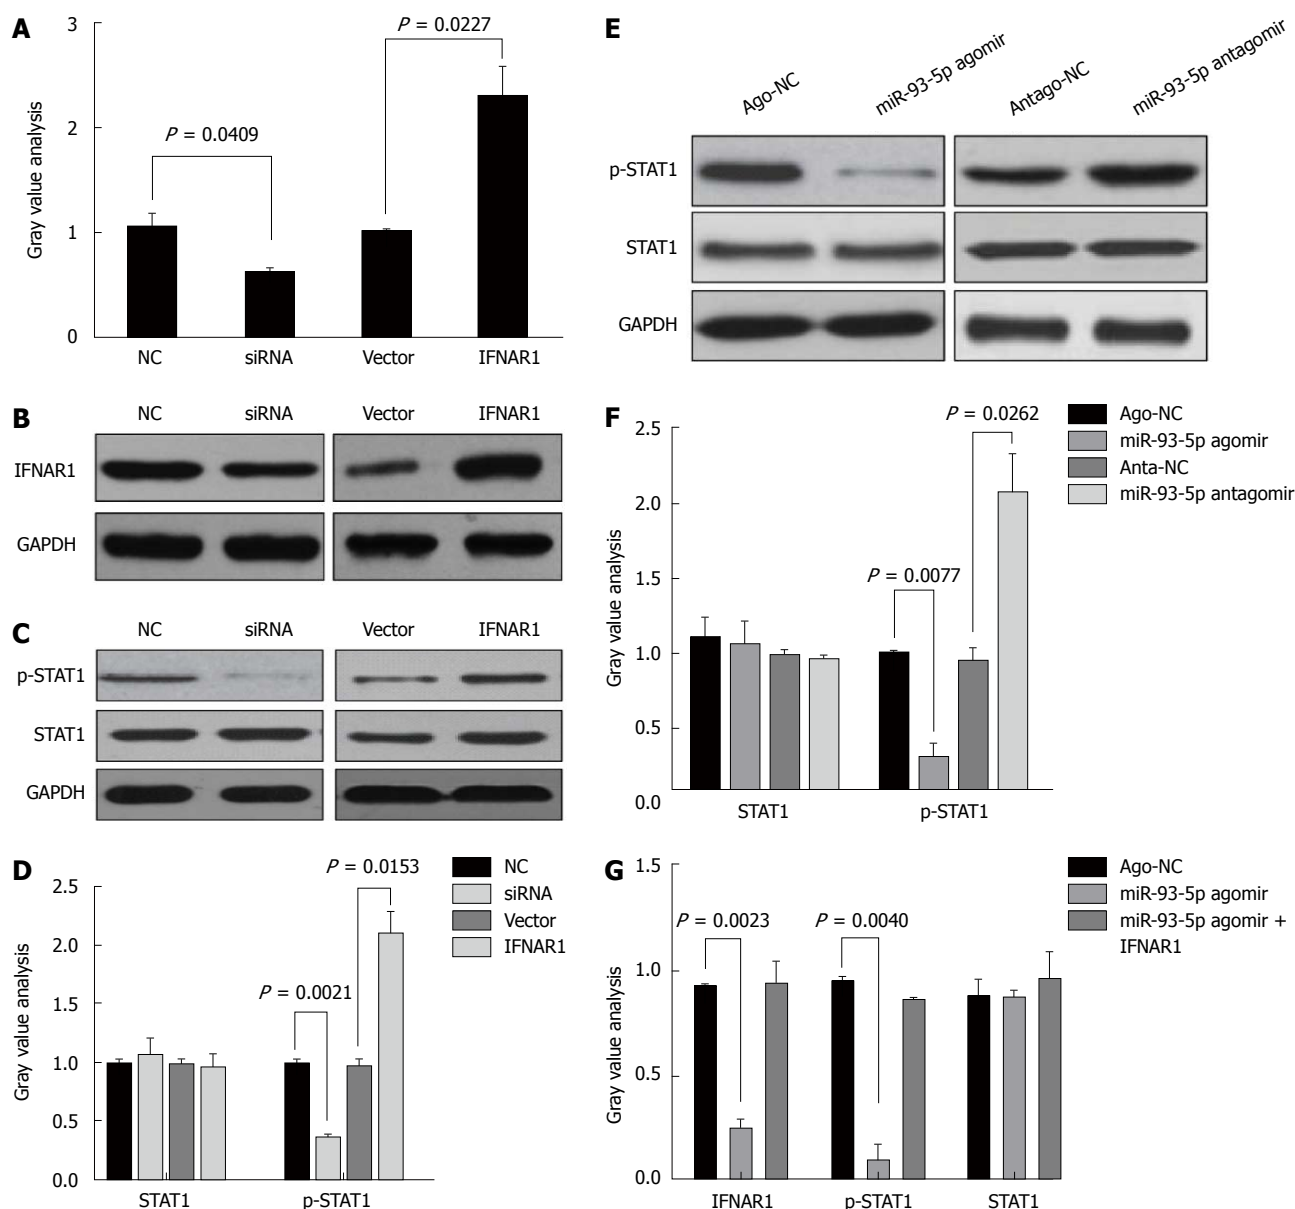 A
Gray value analysis
3
2
1
0
P = 0.0409
P = 0.0227
NC siRNA Vector IFNAR1
B
NC siRNA Vector IFNAR1
IFNAR1
GAPDH
C
NC siRNA Vector IFNAR1
p-STAT1
STAT1
GAPDH
D
Gray value analysis
2.5
2.0
1.5
1.0
0.5
0.0
P = 0.0021
P = 0.0153
NC
siRNA
Vector
IFNAR1
STAT1 p-STAT1
E
Ago-NC
miR-93-5p agomir
Antago-NC
miR-93-5p antagomir
p-STAT1
STAT1
GAPDH
F
Gray value analysis
2.5
2.0
1.5
1.0
0.5
0.0
P = 0.0077
P = 0.0262
Ago-NC
miR-93-5p agomir
Anta-NC
miR-93-5p antagomir
STAT1 p-STAT1
G
Gray value analysis
1.5
1.0
0.5
0.0
P = 0.0023
P = 0.0040
Ago-NC
miR-93-5p agomir
miR-93-5p agomir +
IFNAR1
IFNAR1 p-STAT1 STAT1